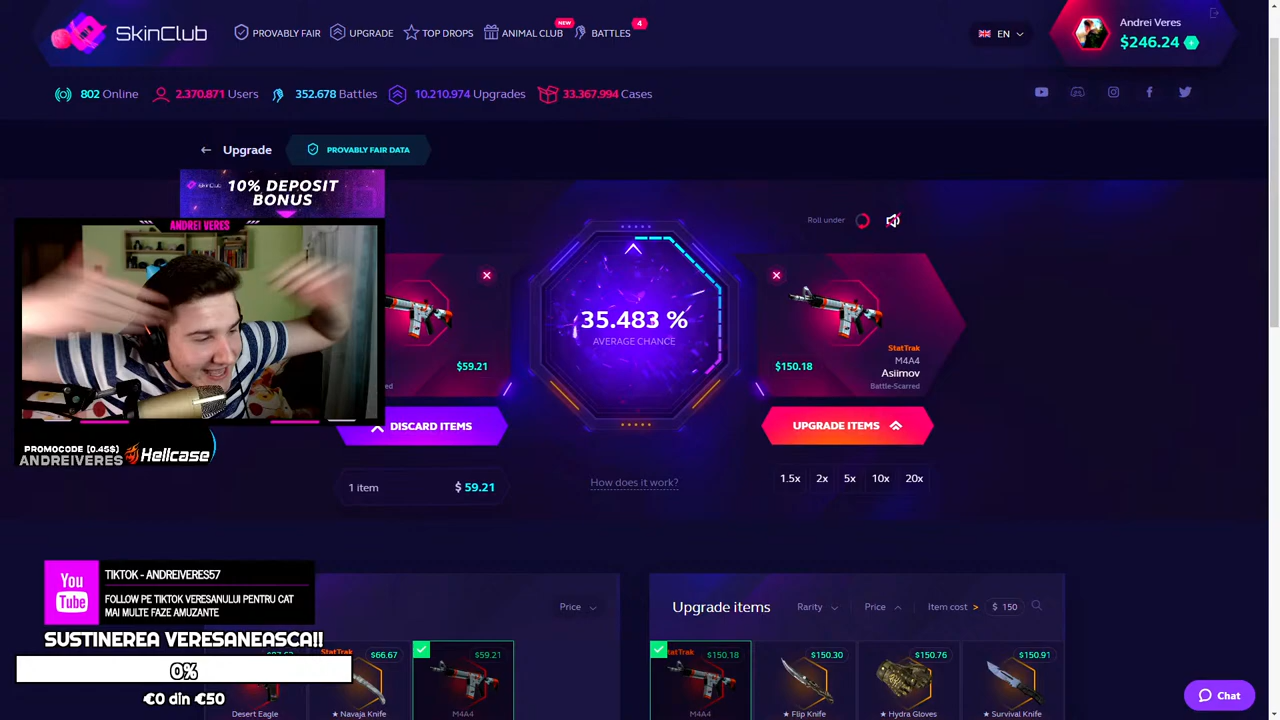 SKINCLUB
PROVABLY FAIR
UPGRADE
TOP DROPS
NEW
ANIMAL CLUB
4
BATTLES
EN
Andrei Veres
$246.24
802 Online
2.370.871 Users
352.678 Battles
10.210.974 Upgrades
33.367.994 Cases
Upgrade
PROVABLY FAIR DATA
SKINCLUB
10% DEPOSIT
BONUS
ANDREI VERES
Roll under
35.483 %
AVERAGE CHANCE
$59.21
$150.18
StatTrak
M4A4
Asiimov
Battle-Scarred
DISCARD ITEMS
UPGRADE ITEMS
PROMOCODE [0.45$]
ANDREIVERES
Hellcase
1 item
$ 59.21
How does it work?
1.5x
2x
5x
10x
20x
You
Tube
TIKTOK - ANDREIVERES57
FOLLOW PE TIKTOK VERESANULUI PENTRU CAT
MAI MULTE FAZE AMUZANTE
Price
Upgrade items
Rarity
Price
Item cost >
$ 150
SUSTINEREA VERESANEASCA!!
0%
€0 din €50
$66.67
Desert Eagle
★ Navaja Knife
$59.21
M4A4
StatTrak
$150.18
M4A4
$150.30
★ Flip Knife
$150.76
★ Hydra Gloves
$150.91
★ Survival Knife
Chat